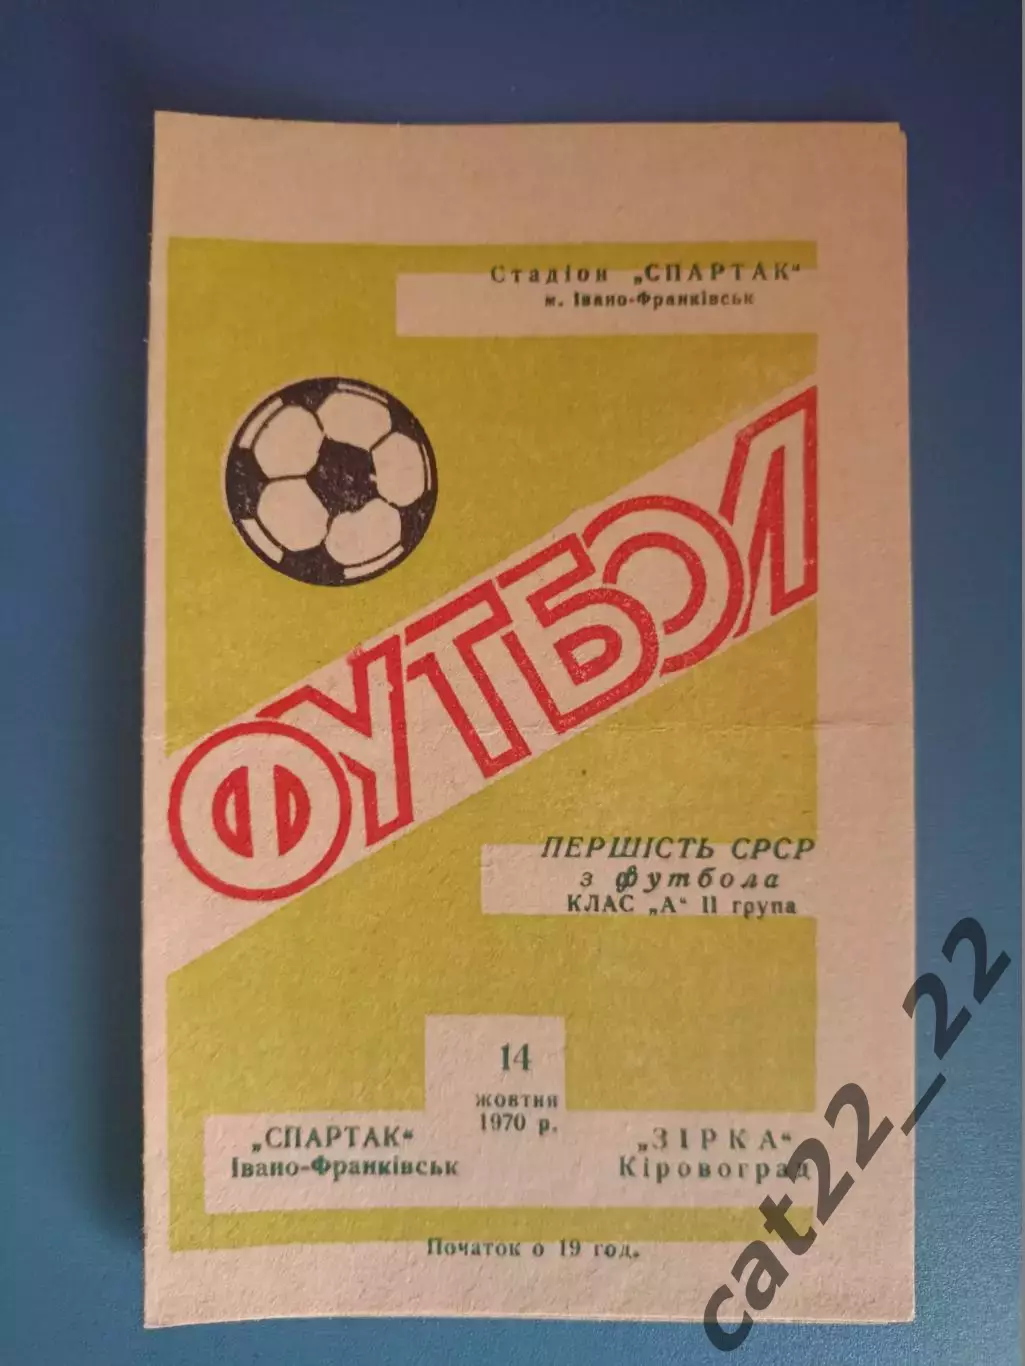 Стадіон „СПАРТАК“
м. Івано-Франківськ
ФУТБОЛ
ПЕРШІСТЬ СРСР
з футбола
КЛАС „А“ ІІ група
14
жовтня
1970 р.
„СПАРТАК“
Івано-Франківськ
„ЗІРКА“
Кіровоград
Початок о 19 год.
cat22_22